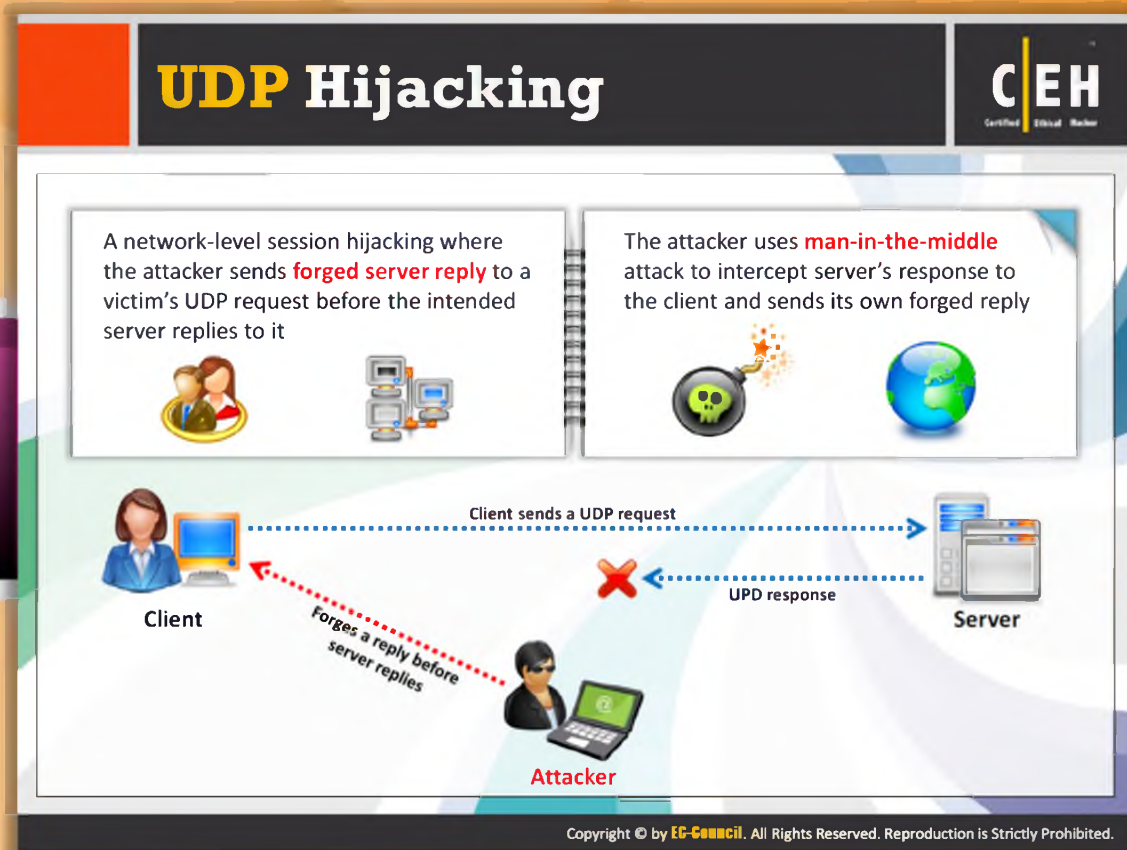 UDP Hijacking
CEH
Certified Ethical Hacker
A network-level session hijacking where
the attacker sends forged server reply to a
victim's UDP request before the intended
server replies to it
The attacker uses man-in-the-middle
attack to intercept server's response to
the client and sends its own forged reply
Client sends a UDP request
UPD response
Client
Server
Forges a reply before
server replies
@
Attacker
Copyright © by EC-Council. All Rights Reserved. Reproduction is Strictly Prohibited.